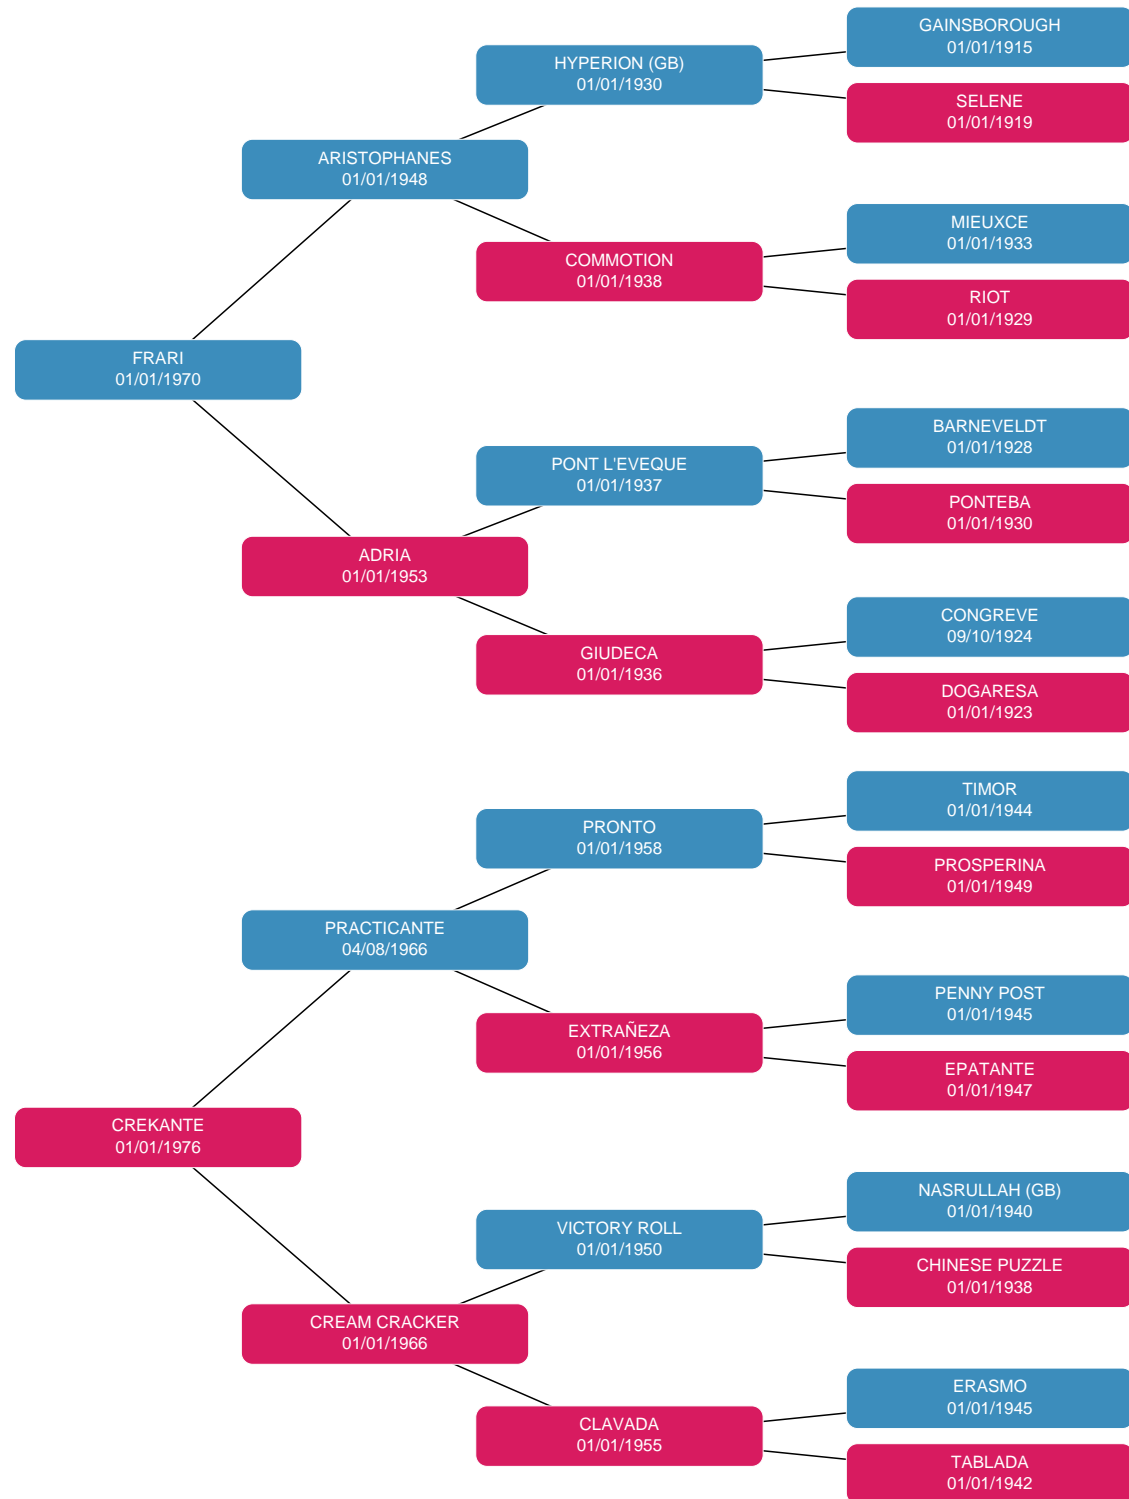 GAINSBOROUGH
01/01/1915
HYPERION (GB)
01/01/1930
SELENE
01/01/1919
ARISTOPHANES
01/01/1948
MIEUXCE
01/01/1933
COMMOTION
01/01/1938
RIOT
01/01/1929
FRARI
01/01/1970
BARNEVELDT
01/01/1928
PONT L'EVEQUE
01/01/1937
PONTEBA
01/01/1930
ADRIA
01/01/1953
CONGREVE
09/10/1924
GIUDECA
01/01/1936
DOGARESA
01/01/1923
TIMOR
01/01/1944
PRONTO
01/01/1958
PROSPERINA
01/01/1949
PRACTICANTE
04/08/1966
PENNY POST
01/01/1945
EXTRAÑEZA
01/01/1956
EPATANTE
01/01/1947
CREKANTE
01/01/1976
NASRULLAH (GB)
01/01/1940
VICTORY ROLL
01/01/1950
CHINESE PUZZLE
01/01/1938
CREAM CRACKER
01/01/1966
ERASMO
01/01/1945
CLAVADA
01/01/1955
TABLADA
01/01/1942